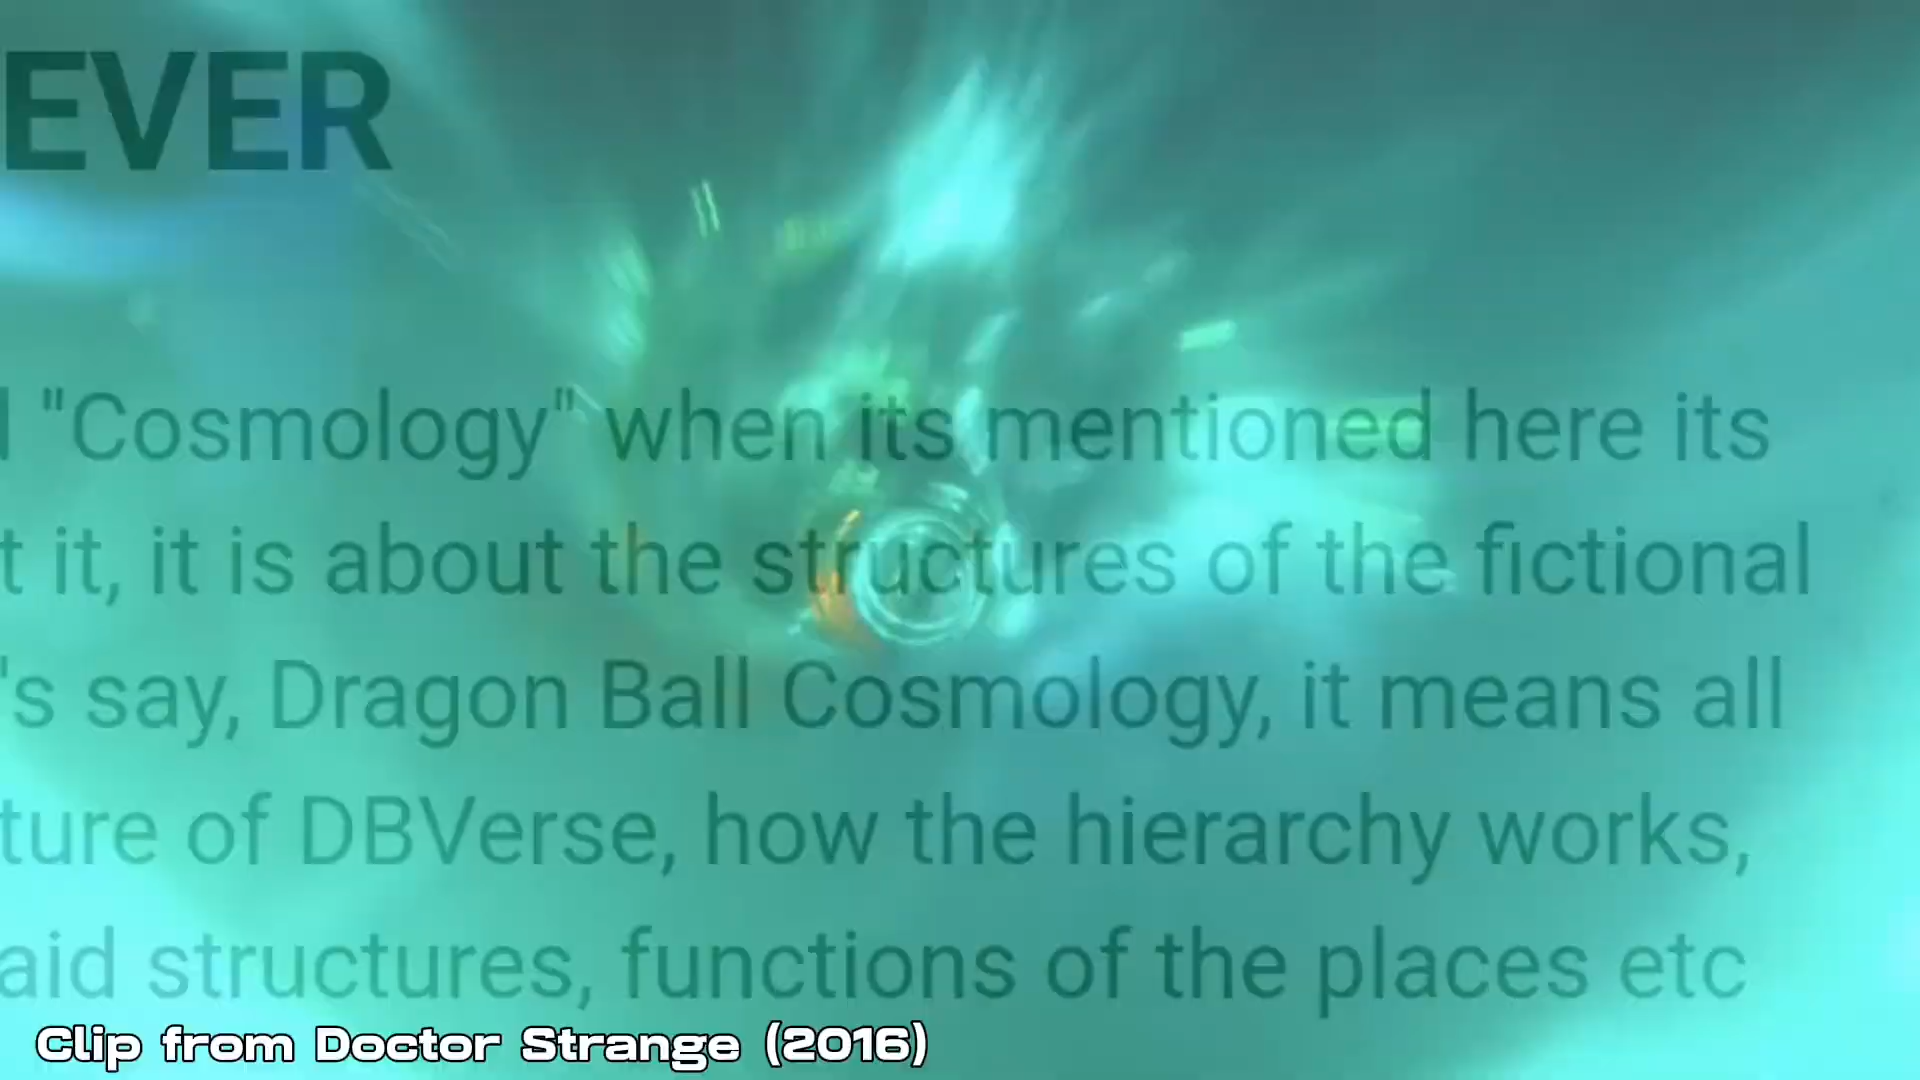 EVER
"Cosmology" when its mentioned here its
t it, it is about the structures of the fictional
's say, Dragon Ball Cosmology, it means all
ture of DBVerse, how the hierarchy works,
aid structures, functions of the places etc
Clip from Doctor Strange (2016)